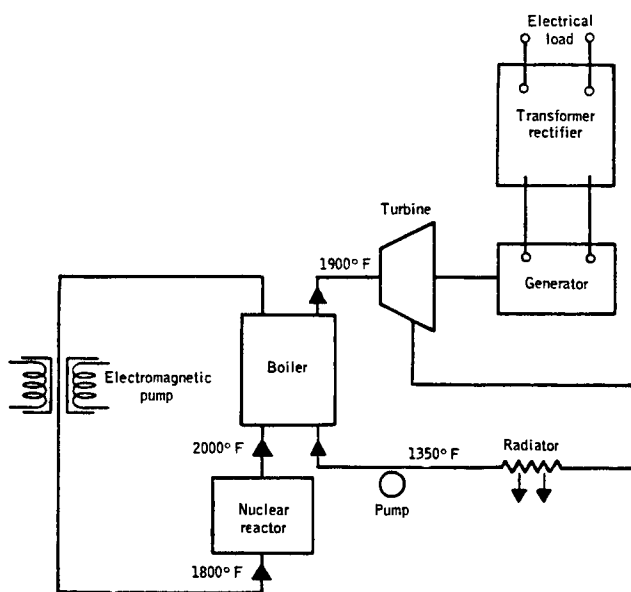 Electrical
load
Transformer
rectifier
Turbine
1900° F
Generator
Boiler
Electromagnetic
pump
2000° F
1350° F
Radiator
Pump
Nuclear
reactor
1800° F